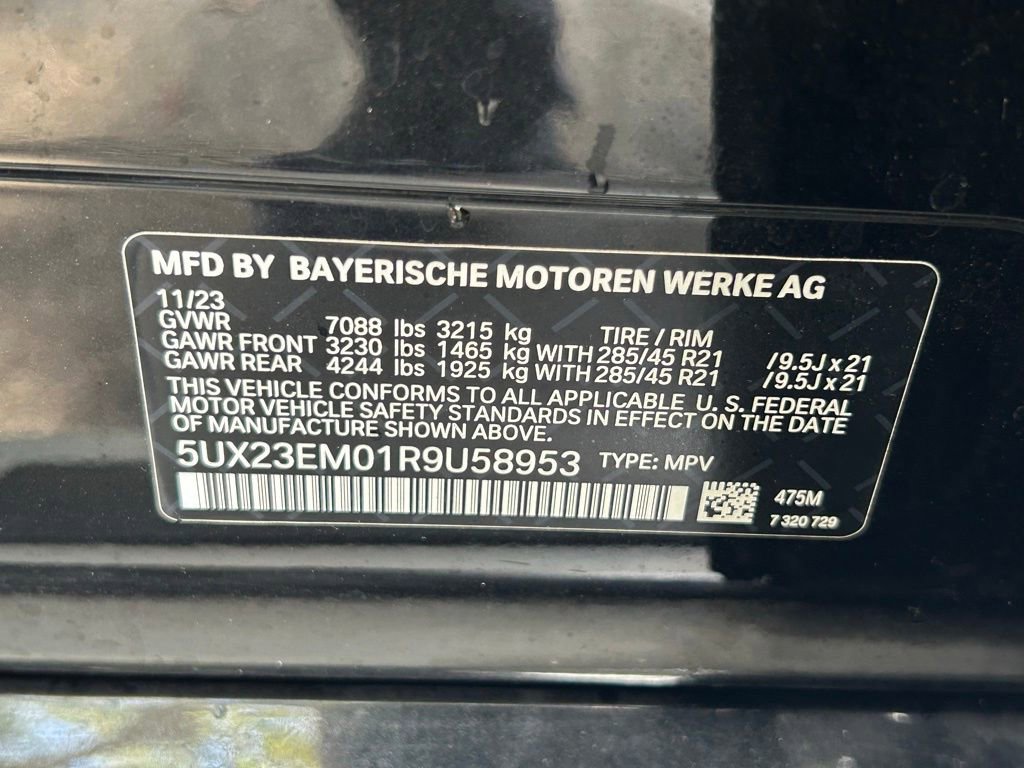 MFD BY BAYERISCHE MOTOREN WERKE AG
11/23
GVWR 7088 lbs 3215 kg TIRE / RIM
GAWR FRONT 3230 lbs 1465 kg WITH 285/45 R21 /9.5J x 21
GAWR REAR 4244 lbs 1925 kg WITH 285/45 R21 /9.5J x 21
THIS VEHICLE CONFORMS TO ALL APPLICABLE U. S. FEDERAL
MOTOR VEHICLE SAFETY STANDARDS IN EFFECT ON THE DATE
OF MANUFACTURE SHOWN ABOVE.
5UX23EM01R9U58953 TYPE: MPV
475M
7 320 729